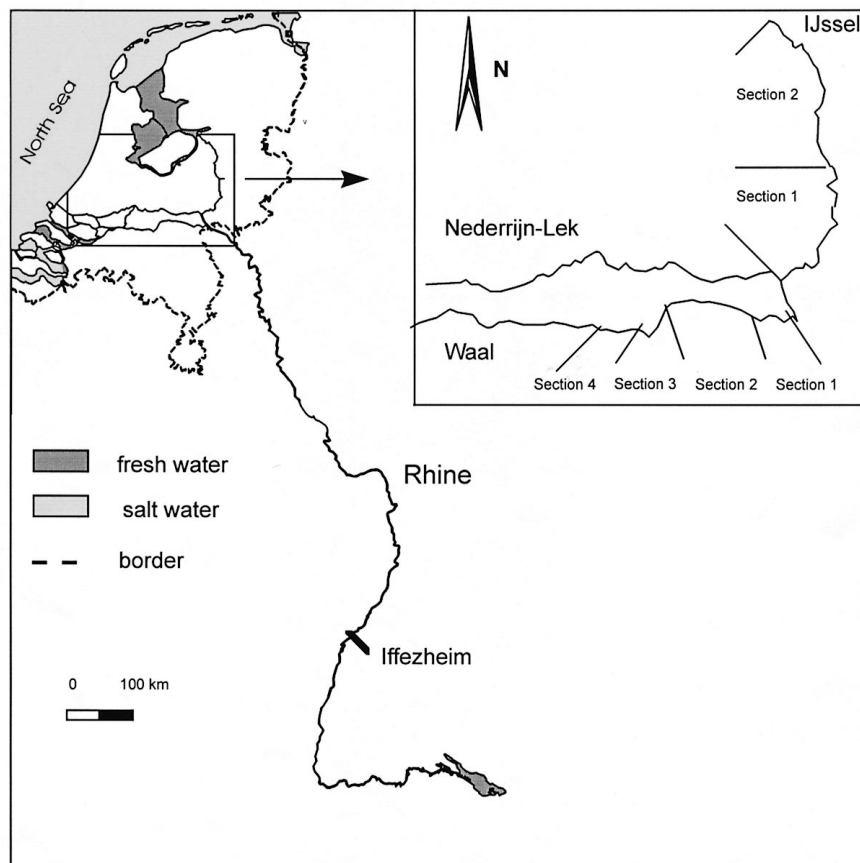 North Sea
IJssel
N
Section 2
Section 1
Nederrijn-Lek
Waal
Section 4
Section 3
Section 2
Section 1
fresh water
salt water
border
Rhine
Iffezheim
0 100 km